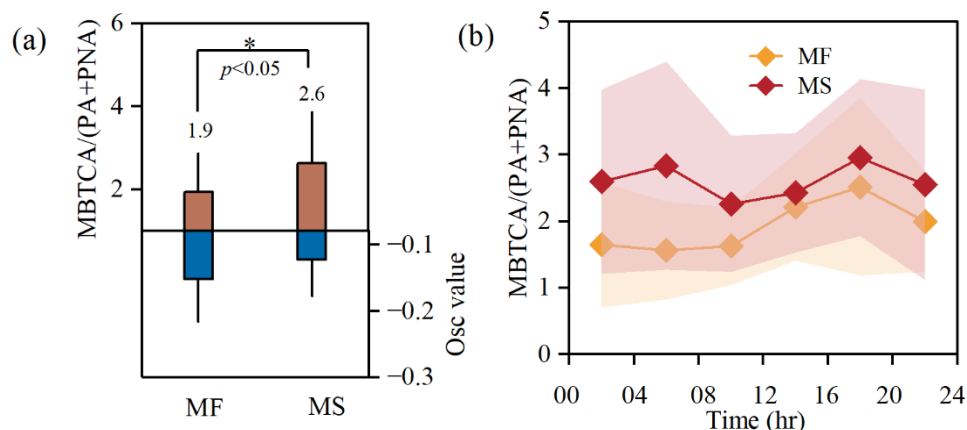 (a)
MBTCA/(PA+PNA)
6
4
2
*
p<0.05
1.9
2.6
−0.1
−0.2
−0.3
Osc value
MF
MS
(b)
MBTCA/(PA+PNA)
5
4
3
2
1
0
MF
MS
00 04 08 12 16 20 24
Time (hr)